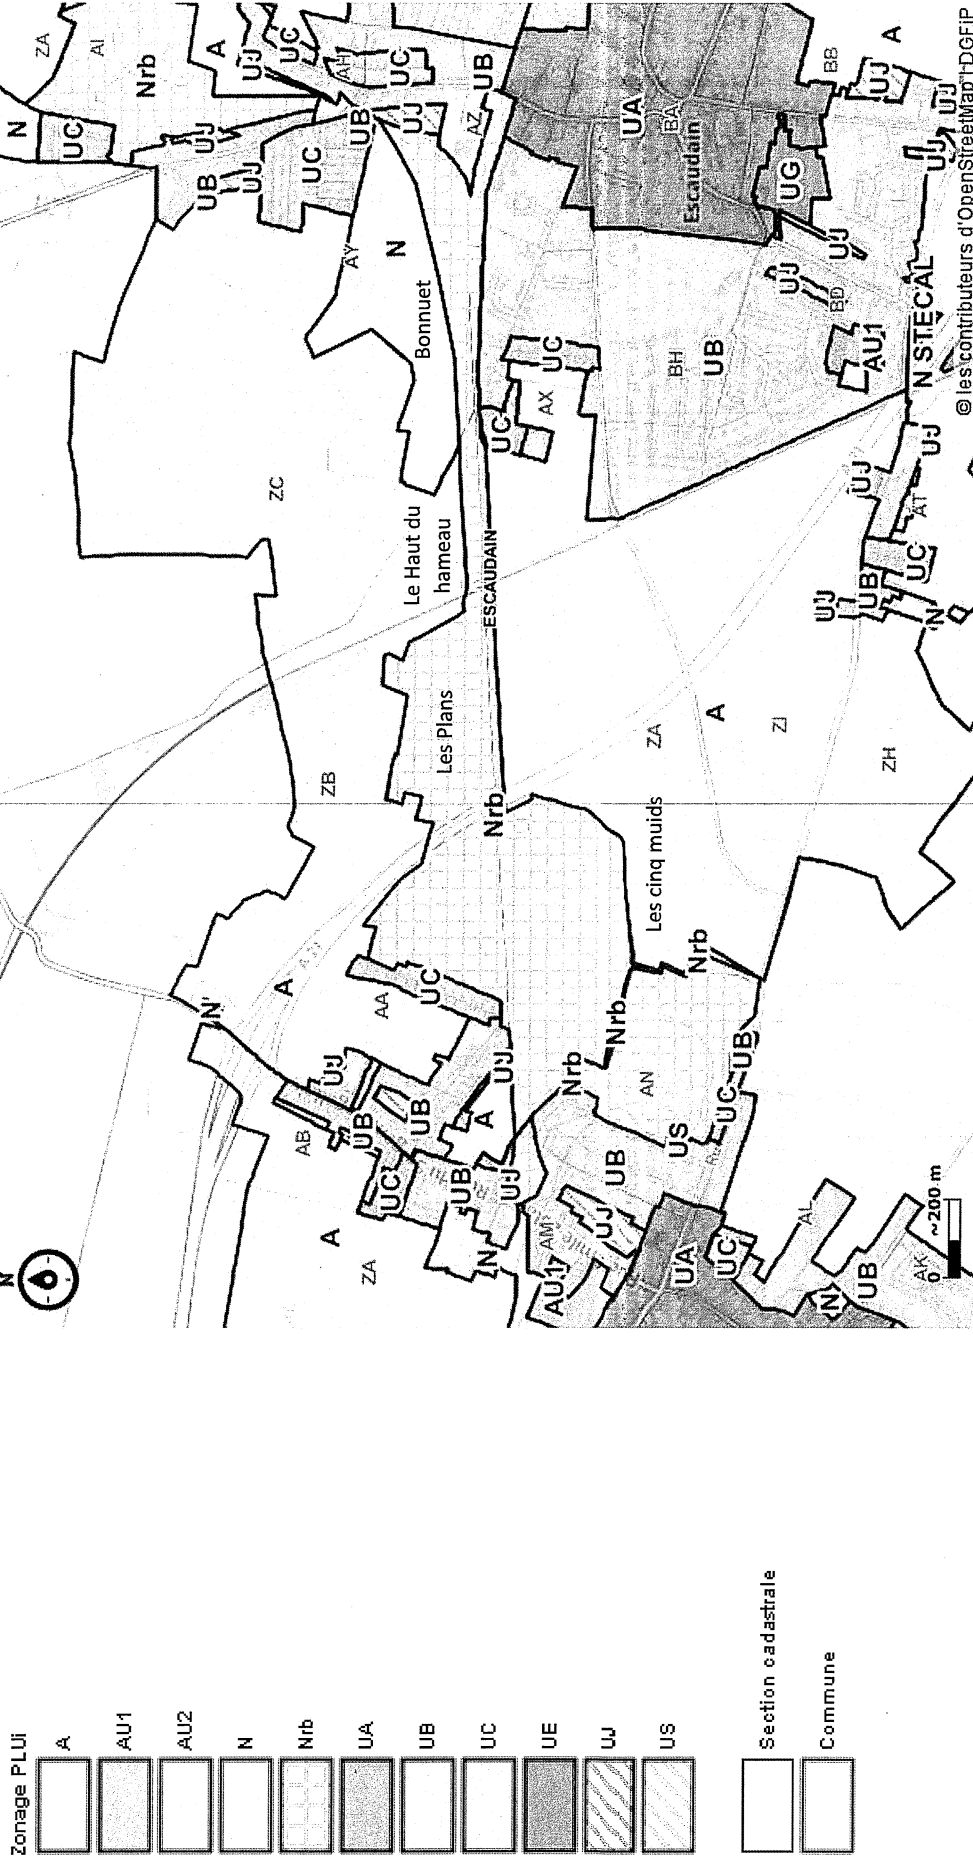 Zonage PLUi
A
AU1
AU2
N
Nrb
UA
UB
UC
UE
UJ
US
Section cadastrale
Commune
N
A
ZA
AB
N
A
UJ
AA
UC
UB
UB
UC
UB
A
UJ
N
UJ
AU1
AM
UJ
UB
UA
UC
US
UC
UB
AN
Nrb
Nrb
Nrb
AL
N
UB
AK
0
~200 m
ZB
Les Plans
Nrb
Les cinq muids
ZA
A
ZI
ZH
ZC
Le Haut du
hameau
ESCAUDAIN
Bonnuet
N
AY
UC
AX
UC
BH
UB
Escaudain
UA
BA
UG
UJ
UJ
BD
AU1
N STECAL
UJ
UJ
AT
UC
UB
UJ
N
N
UC
ZA
AI
Nrb
A
UJ
UC
AH
UC
UB
UJ
UB
UJ
UC
UB
UJ
AZ
UB
BB
UJ
A
UJ
UJ
© les contributeurs d'OpenStreetMap DGFiP